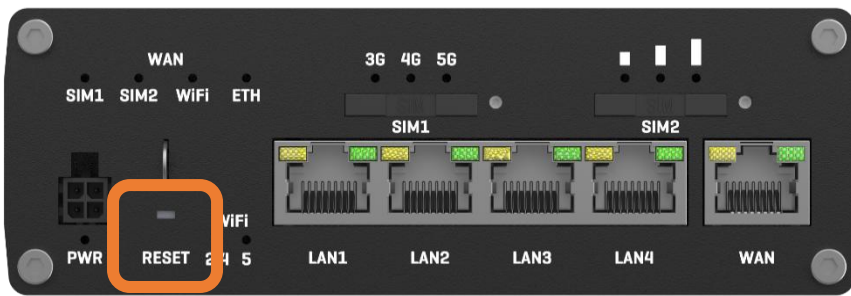 WAN
3G 4G 5G
SIM1 SIM2 WiFi ETH
SIM1
SIM2
WiFi
PWR RESET 2.4 5 LAN1 LAN2 LAN3 LAN4 WAN